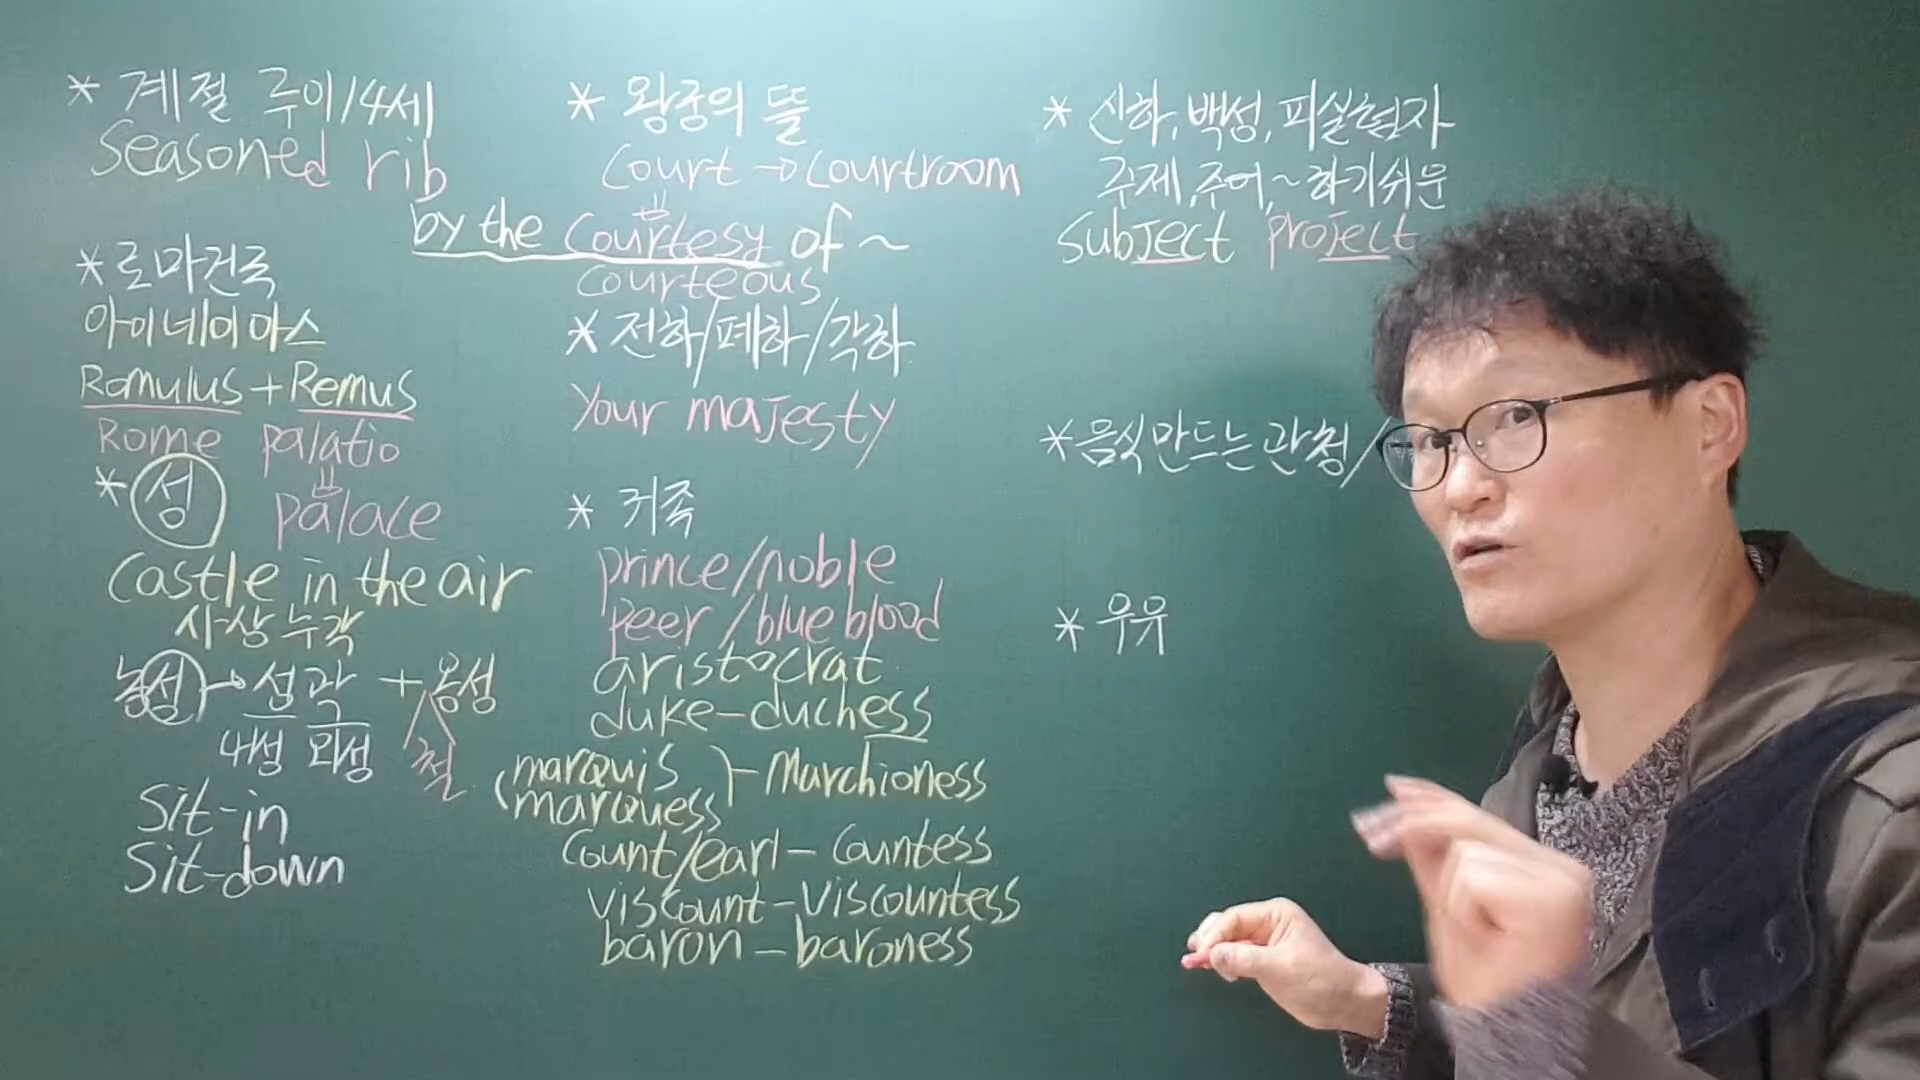 * 계절 주이/4세
Seasoned rib
* 로마건국
아이네이아스
Romulus + Remus
Rome palatio
* 성 palace
Castle in the air
사상누각
농성 → 성곽 + 옹성
내성 외성 철
Sit-in
Sit-down
* 왕궁의 뜰
Court → courtroom
by the courtesy of ~
courteous
* 전하/폐하/각하
Your majesty
* 귀족
prince/noble
peer/blue blood
aristocrat
duke-duchess
(marquis
marquess) - Marchioness
Count/earl - Countess
viscount - viscountess
baron - baroness
* 신하, 백성, 피실험자
주제, 주어, ~하기쉬운
subject project
* 음식만드는 관청/
* 우유